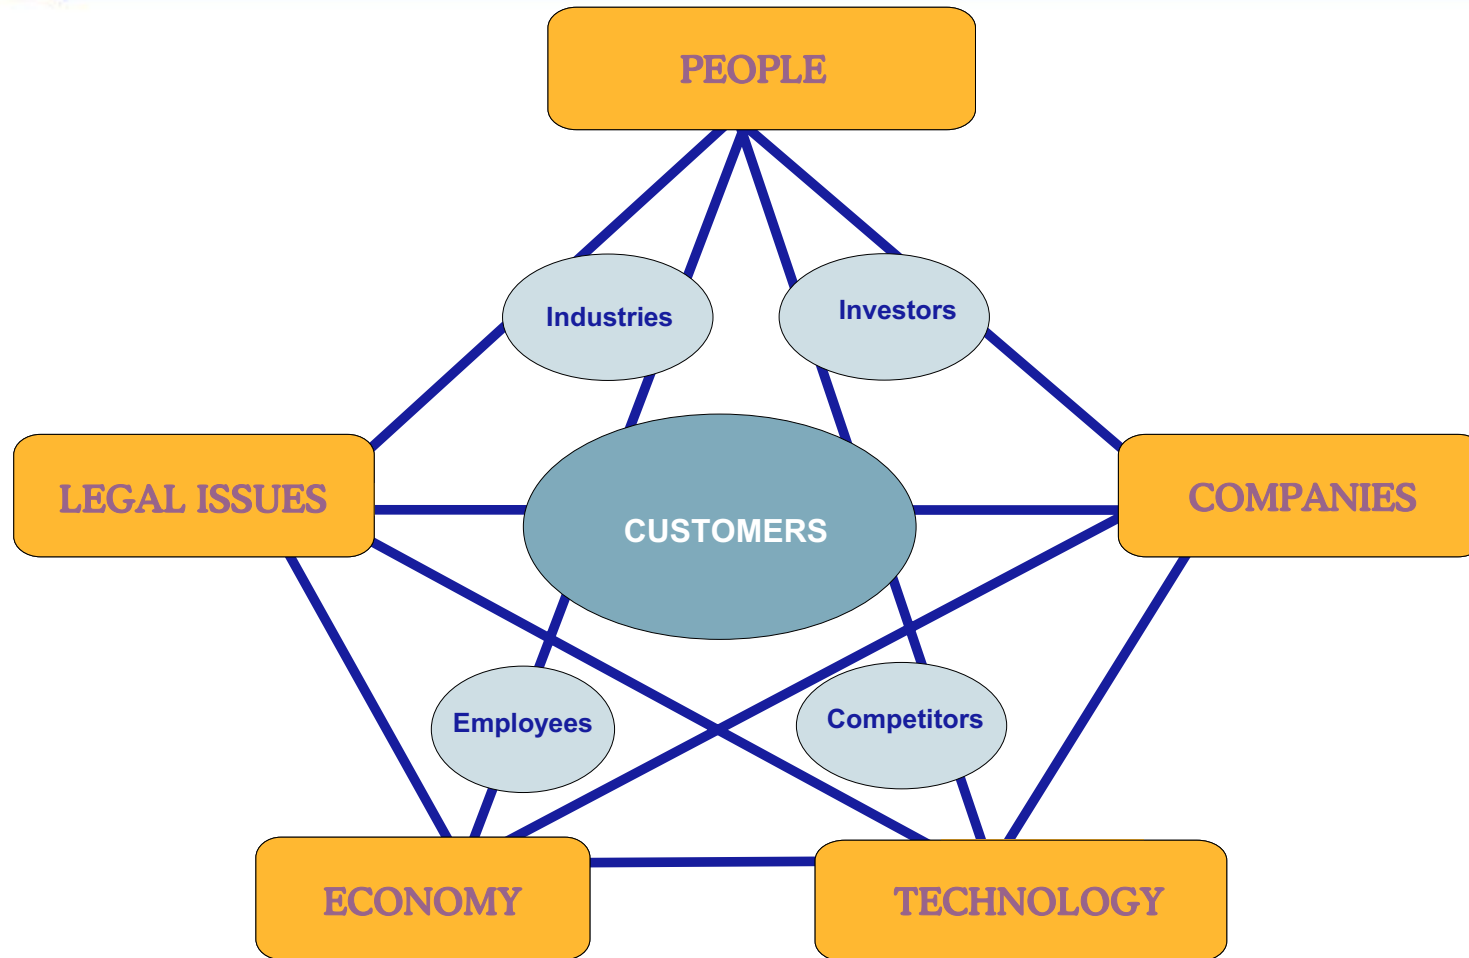 PEOPLE
Industries
Investors
LEGAL ISSUES
COMPANIES
CUSTOMERS
Employees
Competitors
ECONOMY
TECHNOLOGY